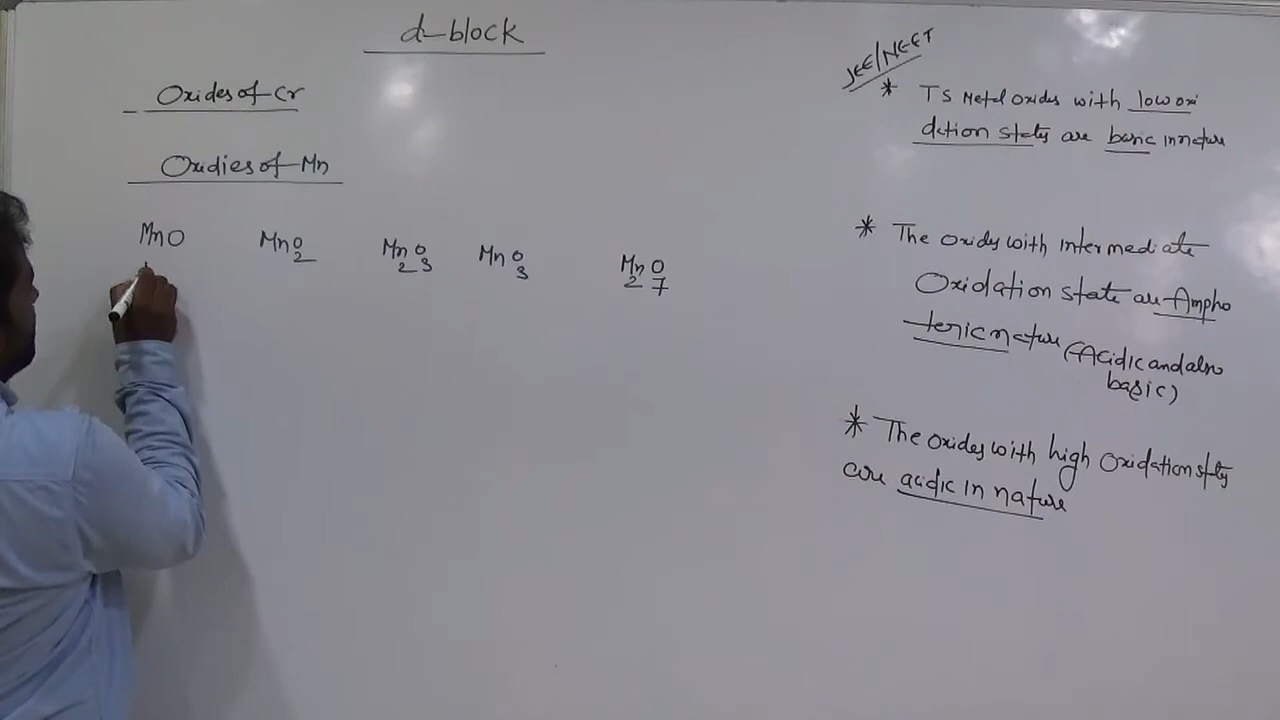 d-block
Oxides of Cr
Oxidies of Mn
MnO MnO2 Mn2O3 MnO3 Mn2O7
JEE/NEET
* TS Metal oxides with low oxi
dation states are basic in nature
* The oxides with intermediate
Oxidation state are Ampho
teric nature (Acidic and also
basic)
* The oxides with high oxidation states
are acidic in nature